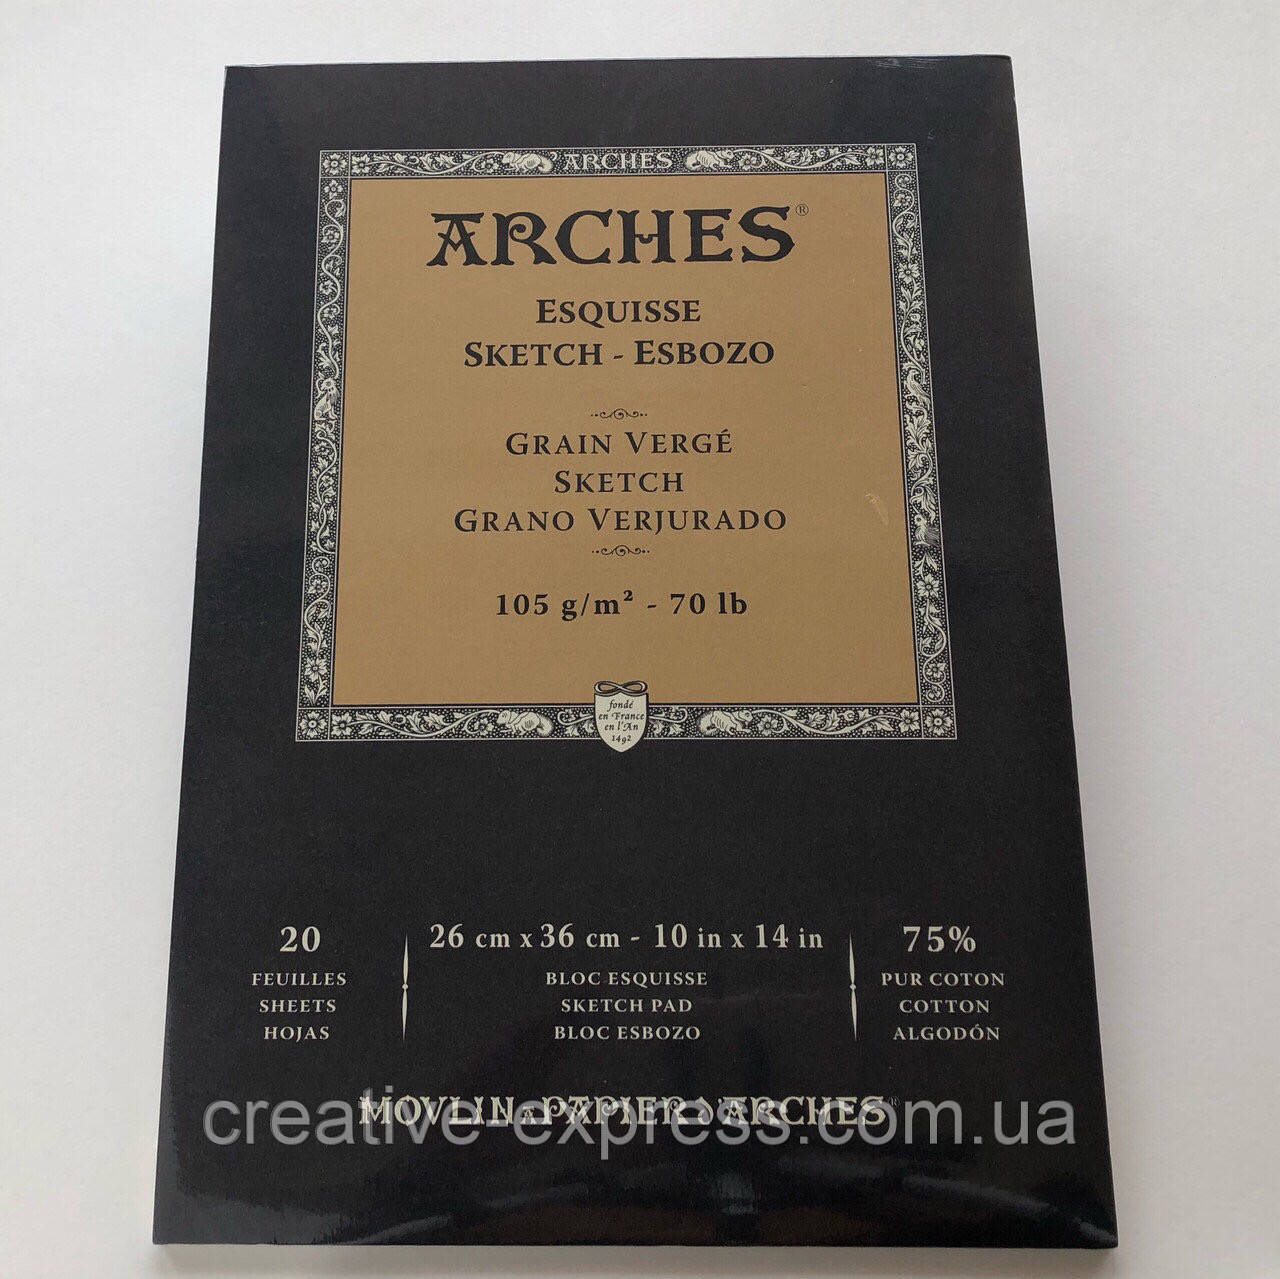 ARCHES
ARCHES®
ESQUISSE
SKETCH - ESBOZO
GRAIN VERGÉ
SKETCH
GRANO VERJURADO
105 g/m² - 70 lb
fondé
en France
en l'An
1492
20
FEUILLES
SHEETS
HOJAS
26 cm x 36 cm - 10 in x 14 in
BLOC ESQUISSE
SKETCH PAD
BLOC ESBOZO
75%
PUR COTON
COTTON
ALGODÓN
MOVLIN A PAPIER D'ARCHES®
creative-express.com.ua